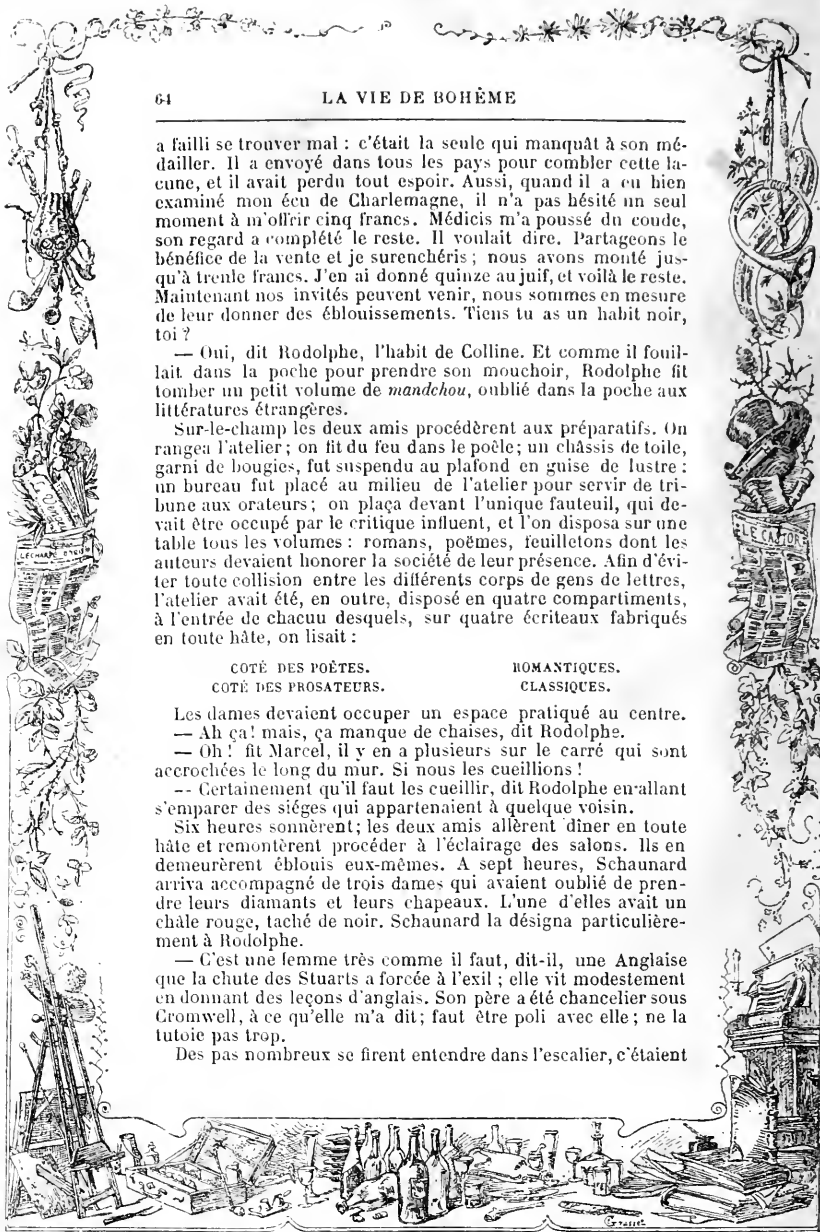 64 LA VIE DE BOHÈME
a failli se trouver mal : c'était la seule qui manquât à son mé-
dailler. Il a envoyé dans tous les pays pour combler cette la-
cune, et il avait perdu tout espoir. Aussi, quand il a eu bien
examiné mon écu de Charlemagne, il n'a pas hésité un seul
moment à m'offrir cinq francs. Médicis m'a poussé du coude,
son regard a complété le reste. Il voulait dire. Partageons le
bénéfice de la vente et je surenchéris ; nous avons monté jus-
qu'à trente francs. J'en ai donné quinze au juif, et voilà le reste.
Maintenant nos invités peuvent venir, nous sommes en mesure
de leur donner des éblouissements. Tiens tu as un habit noir,
toi ?
— Oui, dit Rodolphe, l'habit de Colline. Et comme il fouil-
lait dans la poche pour prendre son mouchoir, Rodolphe fit
tomber un petit volume de mandchou, oublié dans la poche aux
littératures étrangères.
Sur-le-champ les deux amis procédèrent aux préparatifs. On
rangea l'atelier ; on fit du feu dans le poêle ; un châssis de toile,
garni de bougies, fut suspendu au plafond en guise de lustre :
un bureau fut placé au milieu de l'atelier pour servir de tri-
bune aux orateurs ; on plaça devant l'unique fauteuil, qui de-
vait être occupé par le critique influent, et l'on disposa sur une
table tous les volumes : romans, poëmes, feuilletons dont les
auteurs devaient honorer la société de leur présence. Afin d'évi-
ter toute collision entre les différents corps de gens de lettres,
l'atelier avait été, en outre, disposé en quatre compartiments,
à l'entrée de chacuu desquels, sur quatre écriteaux fabriqués
en toute hâte, on lisait :
COTÉ DES POÈTES. ROMANTIQUES.
COTÉ DES PROSATEURS. CLASSIQUES.
Les dames devaient occuper un espace pratiqué au centre.
— Ah ça! mais, ça manque de chaises, dit Rodolphe.
— Oh ! fit Marcel, il y en a plusieurs sur le carré qui sont
accrochées le long du mur. Si nous les cueillions !
-- Certainement qu'il faut les cueillir, dit Rodolphe en allant
s'emparer des siéges qui appartenaient à quelque voisin.
Six heures sonnèrent ; les deux amis allèrent dîner en toute
hâte et remontèrent procéder à l'éclairage des salons. Ils en
demeurèrent éblouis eux-mêmes. A sept heures, Schaunard
arriva accompagné de trois dames qui avaient oublié de pren-
dre leurs diamants et leurs chapeaux. L'une d'elles avait un
châle rouge, taché de noir. Schaunard la désigna particulière-
ment à Rodolphe.
— C'est une femme très comme il faut, dit-il, une Anglaise
que la chute des Stuarts a forcée à l'exil ; elle vit modestement
en donnant des leçons d'anglais. Son père a été chancelier sous
Cromwell, à ce qu'elle m'a dit ; faut être poli avec elle ; ne la
tutoie pas trop.
Des pas nombreux se firent entendre dans l'escalier, c'étaient
LE CASTOR